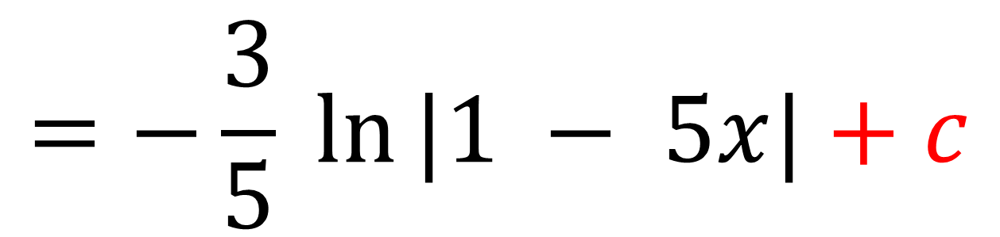 = − 3/5 ln |1 − 5x| + c